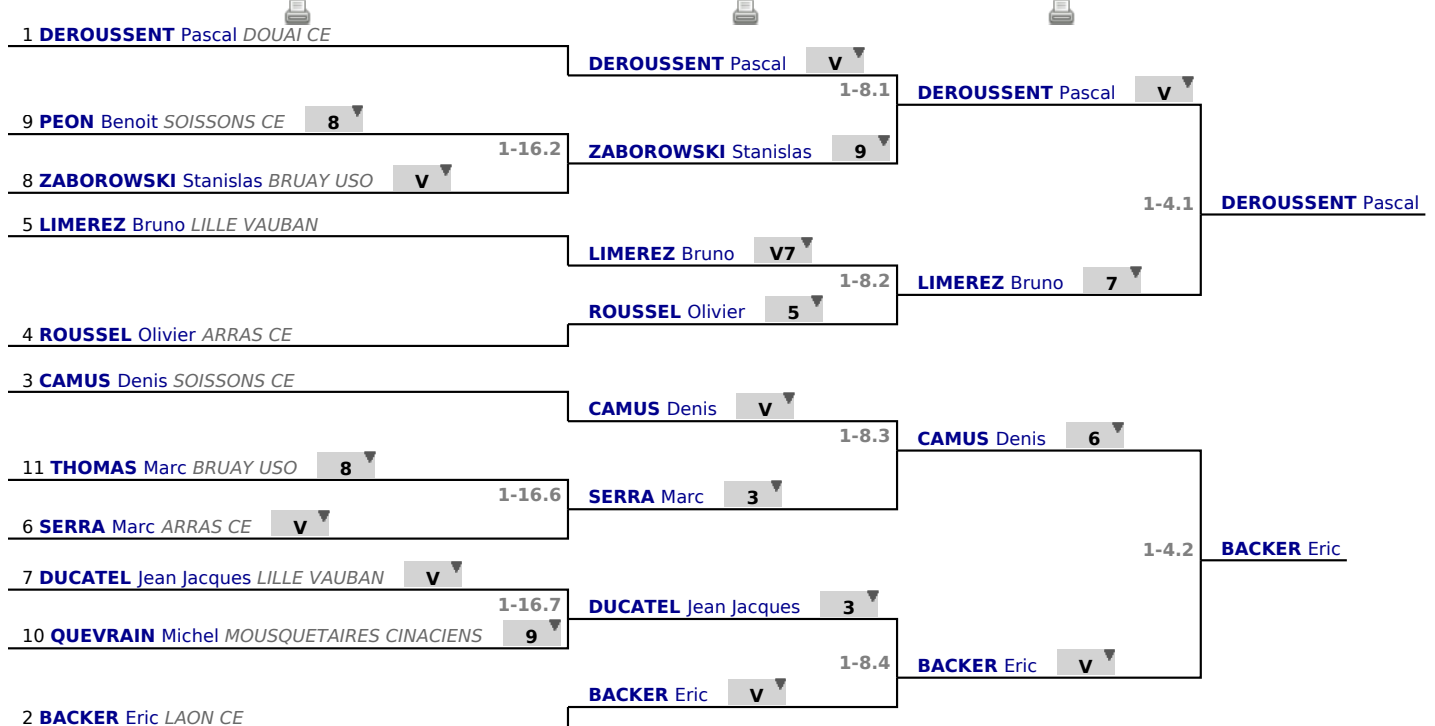 1 DEROUSSENT Pascal DOUAI CE
DEROUSSENT Pascal V
1-8.1
DEROUSSENT Pascal V
9 PEON Benoit SOISSONS CE 8
1-16.2
ZABOROWSKI Stanislas 9
8 ZABOROWSKI Stanislas BRUAY USO V
1-4.1
DEROUSSENT Pascal
5 LIMEREZ Bruno LILLE VAUBAN
LIMEREZ Bruno V7
1-8.2
LIMEREZ Bruno 7
ROUSSEL Olivier 5
4 ROUSSEL Olivier ARRAS CE
3 CAMUS Denis SOISSONS CE
CAMUS Denis V
1-8.3
CAMUS Denis 6
11 THOMAS Marc BRUAY USO 8
1-16.6
SERRA Marc 3
6 SERRA Marc ARRAS CE V
1-4.2
BACKER Eric
7 DUCATEL Jean Jacques LILLE VAUBAN V
1-16.7
DUCATEL Jean Jacques 3
10 QUEVRAIN Michel MOUSQUETAIRES CINACIENS 9
1-8.4
BACKER Eric V
BACKER Eric V
2 BACKER Eric LAON CE